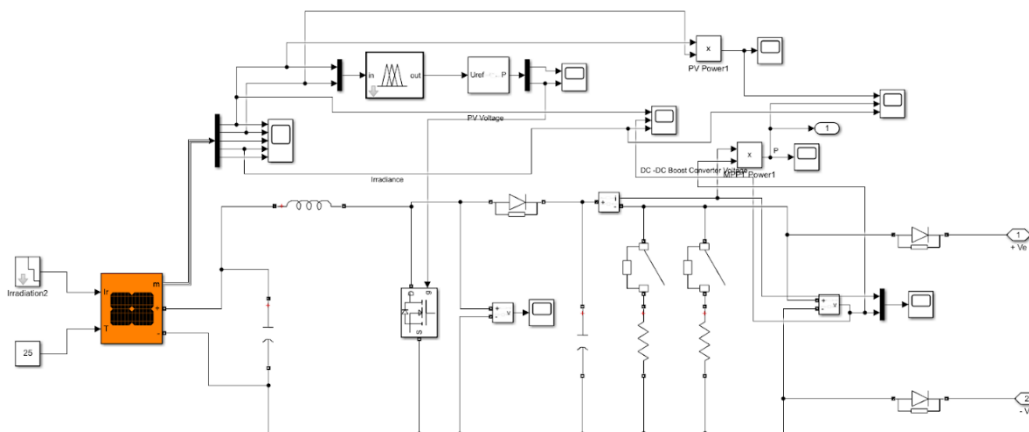 x
PV Power1
in
out
Uref
P
PV Voltage
1
x
P
Irradiance
DC -DC Boost Converter Voltage
MPPT Power1
Irradiation2
Ir
m
+
T
-
25
g
D
S
+
-
v
+
-
i
+
-
v
1
+ Ve
2
- V